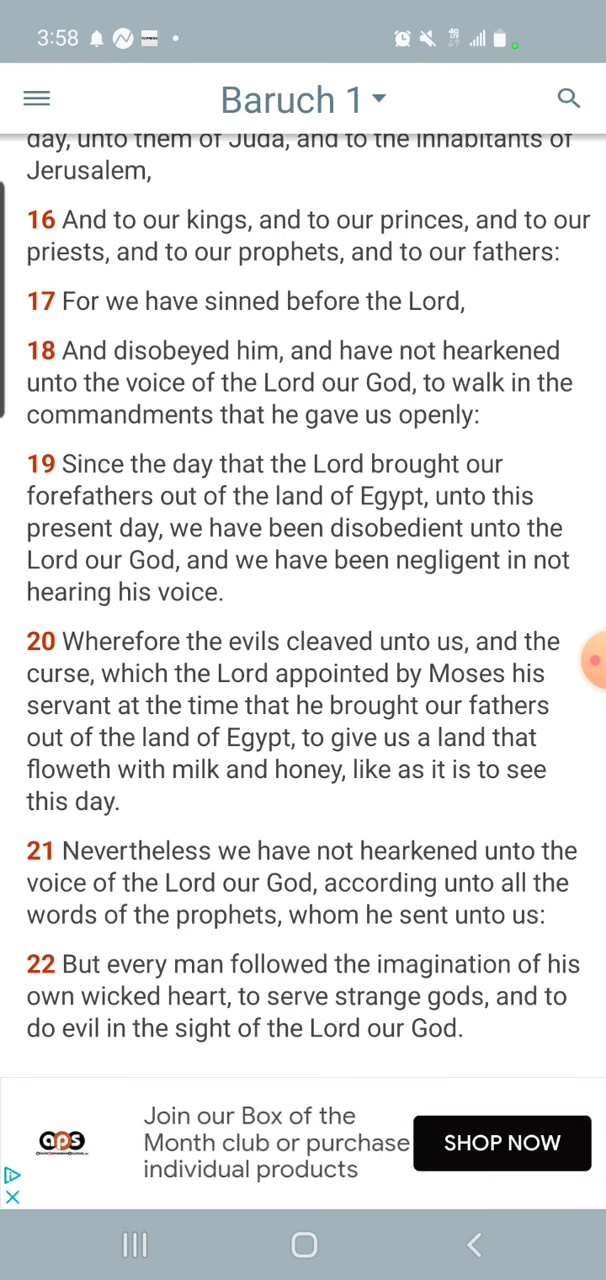 3:58
Baruch 1
day, unto them of Juda, and to the inhabitants of
Jerusalem,
16 And to our kings, and to our princes, and to our
priests, and to our prophets, and to our fathers:
17 For we have sinned before the Lord,
18 And disobeyed him, and have not hearkened
unto the voice of the Lord our God, to walk in the
commandments that he gave us openly:
19 Since the day that the Lord brought our
forefathers out of the land of Egypt, unto this
present day, we have been disobedient unto the
Lord our God, and we have been negligent in not
hearing his voice.
20 Wherefore the evils cleaved unto us, and the
curse, which the Lord appointed by Moses his
servant at the time that he brought our fathers
out of the land of Egypt, to give us a land that
floweth with milk and honey, like as it is to see
this day.
21 Nevertheless we have not hearkened unto the
voice of the Lord our God, according unto all the
words of the prophets, whom he sent unto us:
22 But every man followed the imagination of his
own wicked heart, to serve strange gods, and to
do evil in the sight of the Lord our God.
aps
Join our Box of the
Month club or purchase
individual products
SHOP NOW